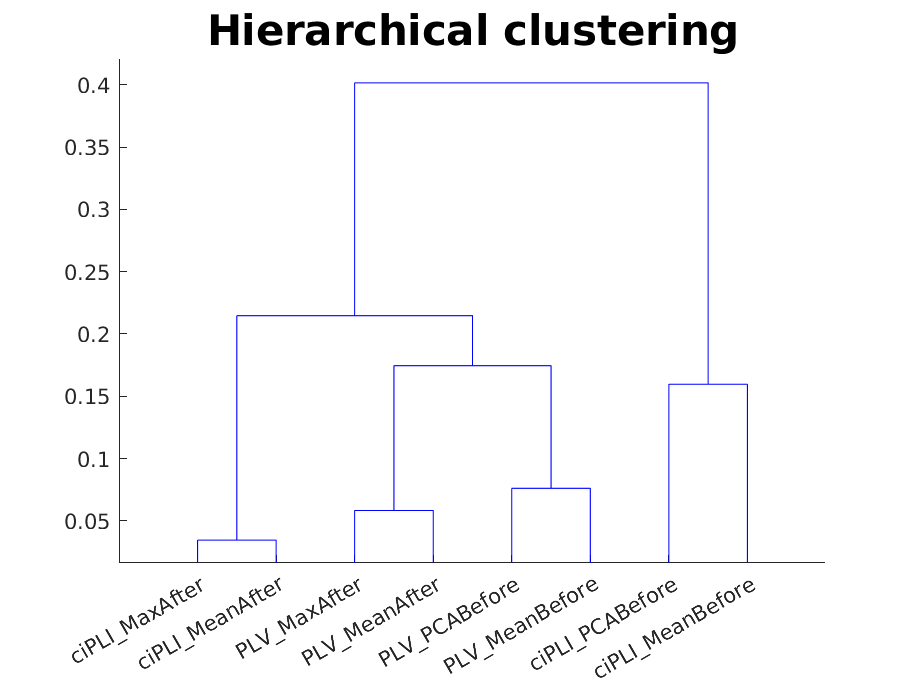 Hierarchical clustering
0.4
0.35
0.3
0.25
0.2
0.15
0.1
0.05
ciPLI_MaxAfter
ciPLI_MeanAfter
PLV_MaxAfter
PLV_MeanAfter
PLV_PCABefore
PLV_MeanBefore
ciPLI_PCABefore
ciPLI_MeanBefore